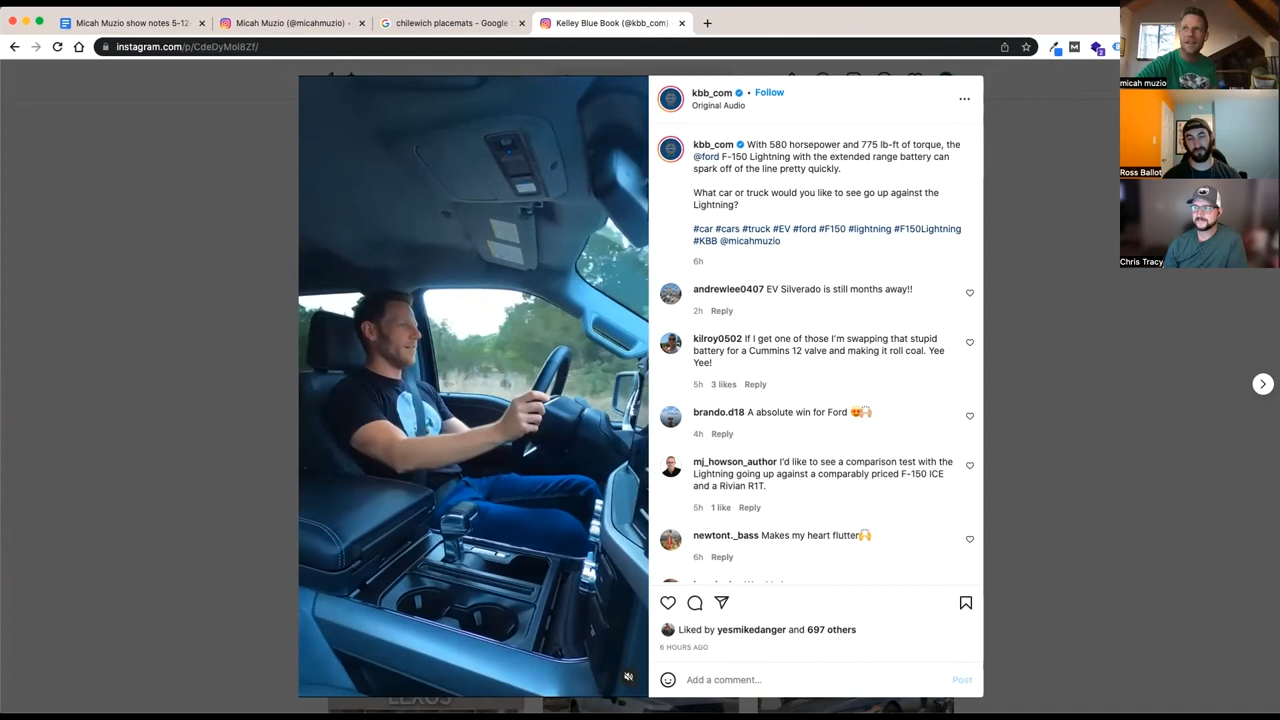 Micah Muzio show notes 5-12-
Micah Muzio (@micahmuzio) •
chilewich placemats - Google
Kelley Blue Book (@kbb_com)
instagram.com/p/CdeDyMol8Zf/
kbb_com • Follow
Original Audio
kbb_com With 580 horsepower and 775 lb-ft of torque, the
@ford F-150 Lightning with the extended range battery can
spark off of the line pretty quickly.
What car or truck would you like to see go up against the
Lightning?
#car #cars #truck #EV #ford #F150 #lightning #F150Lightning
#KBB @micahmuzio
6h
andrewlee0407 EV Silverado is still months away!!
2h Reply
kilroy0502 If I get one of those I'm swapping that stupid
battery for a Cummins 12 valve and making it roll coal. Yee
Yee!
5h 3 likes Reply
brando.d18 A absolute win for Ford 😍🙌🏻
4h Reply
mj_howson_author I'd like to see a comparison test with the
Lightning going up against a comparably priced F-150 ICE
and a Rivian R1T.
5h 1 like Reply
newtont._bass Makes my heart flutter🙌
6h Reply
Liked by yesmikedanger and 697 others
6 HOURS AGO
Add a comment...
Post
LEXUS
micah muzio
Ross Ballot
Chris Tracy